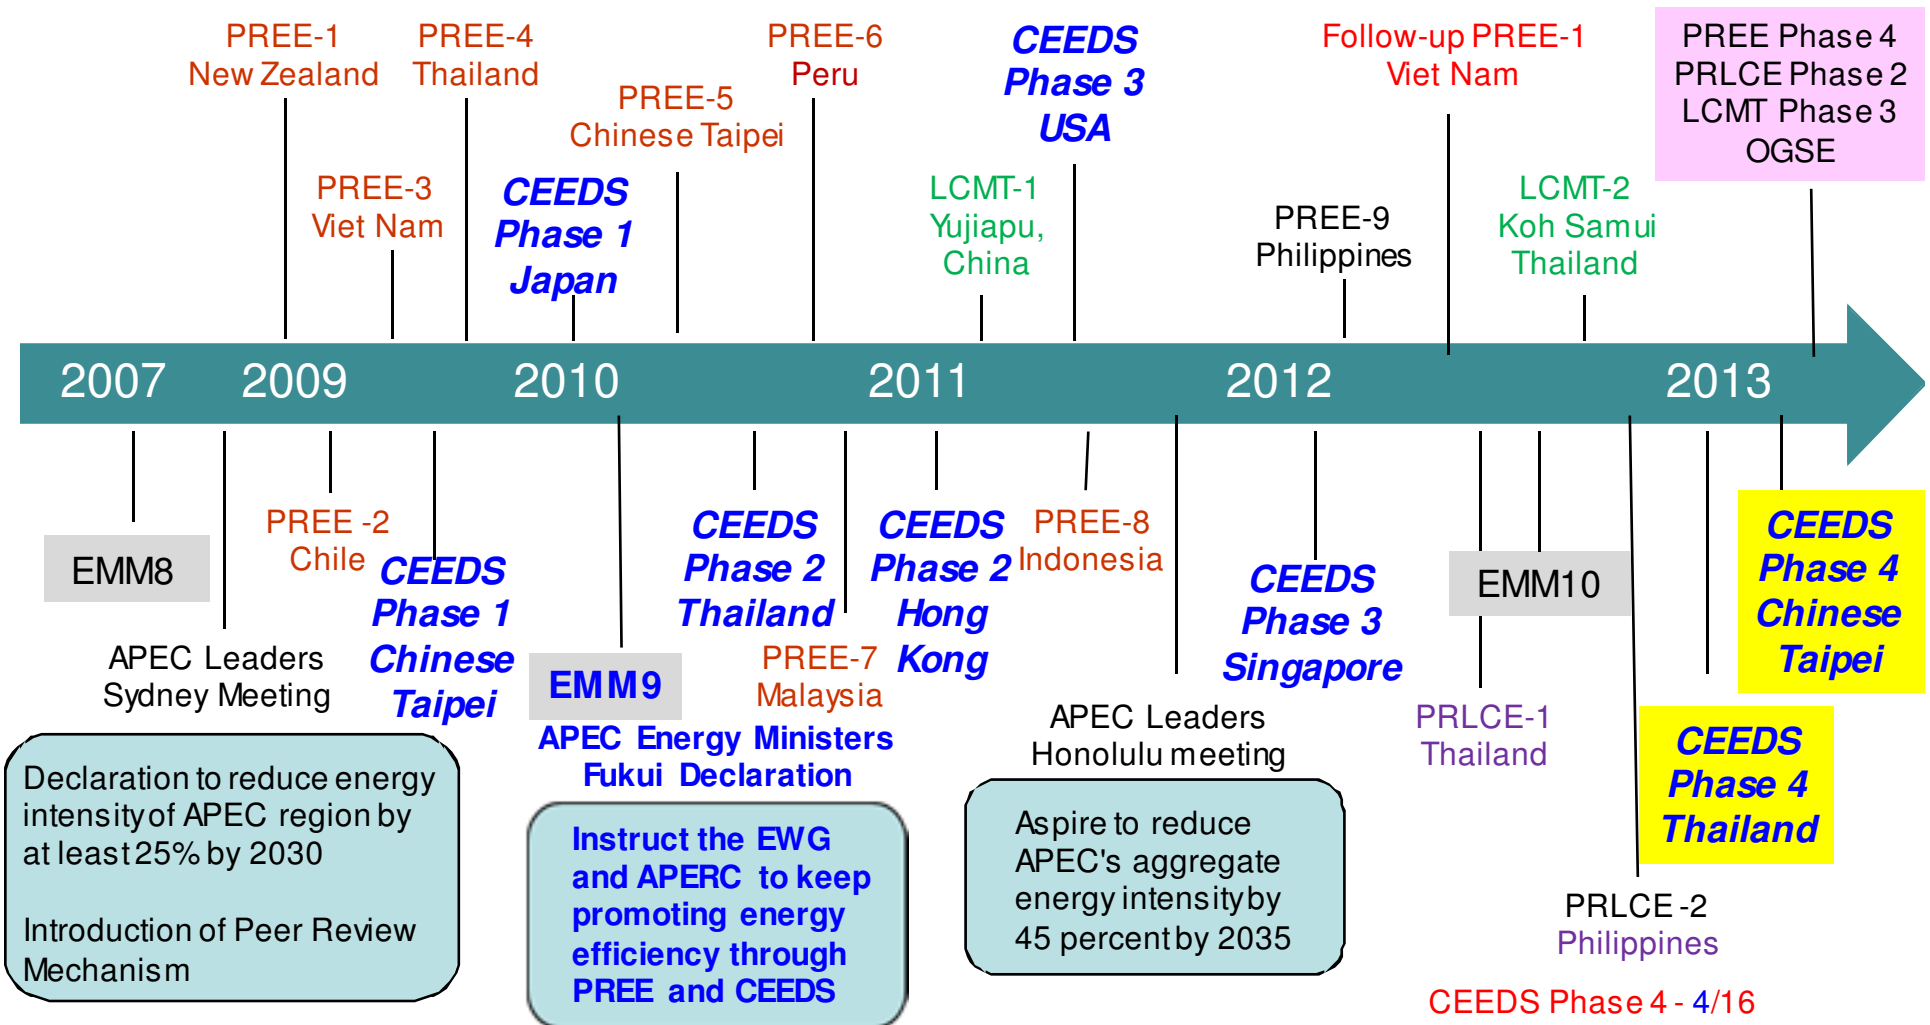 PREE-1
New Zealand
PREE-4
Thailand
PREE-6
Peru
CEEDS
Phase 3
USA
Follow-up PREE-1
Viet Nam
PREE Phase 4
PRLCE Phase 2
LCMT Phase 3
OGSE
PREE-5
Chinese Taipei
PREE-3
Viet Nam
CEEDS
Phase 1
Japan
LCMT-1
Yujiapu,
China
PREE-9
Philippines
LCMT-2
Koh Samui
Thailand
2007 2009 2010 2011 2012 2013
EMM8
APEC Leaders
Sydney Meeting
PREE -2
Chile
CEEDS
Phase 1
Chinese
Taipei
EMM9
APEC Energy Ministers
Fukui Declaration
CEEDS
Phase 2
Thailand
PREE-7
Malaysia
CEEDS
Phase 2
Hong
Kong
PREE-8
Indonesia
APEC Leaders
Honolulu meeting
CEEDS
Phase 3
Singapore
EMM10
PRLCE-1
Thailand
CEEDS
Phase 4
Chinese
Taipei
CEEDS
Phase 4
Thailand
PRLCE -2
Philippines
Declaration to reduce energy
intensity of APEC region by
at least 25% by 2030
Introduction of Peer Review
Mechanism
Instruct the EWG
and APERC to keep
promoting energy
efficiency through
PREE and CEEDS
Aspire to reduce
APEC's aggregate
energy intensity by
45 percent by 2035
CEEDS Phase 4 - 4/16